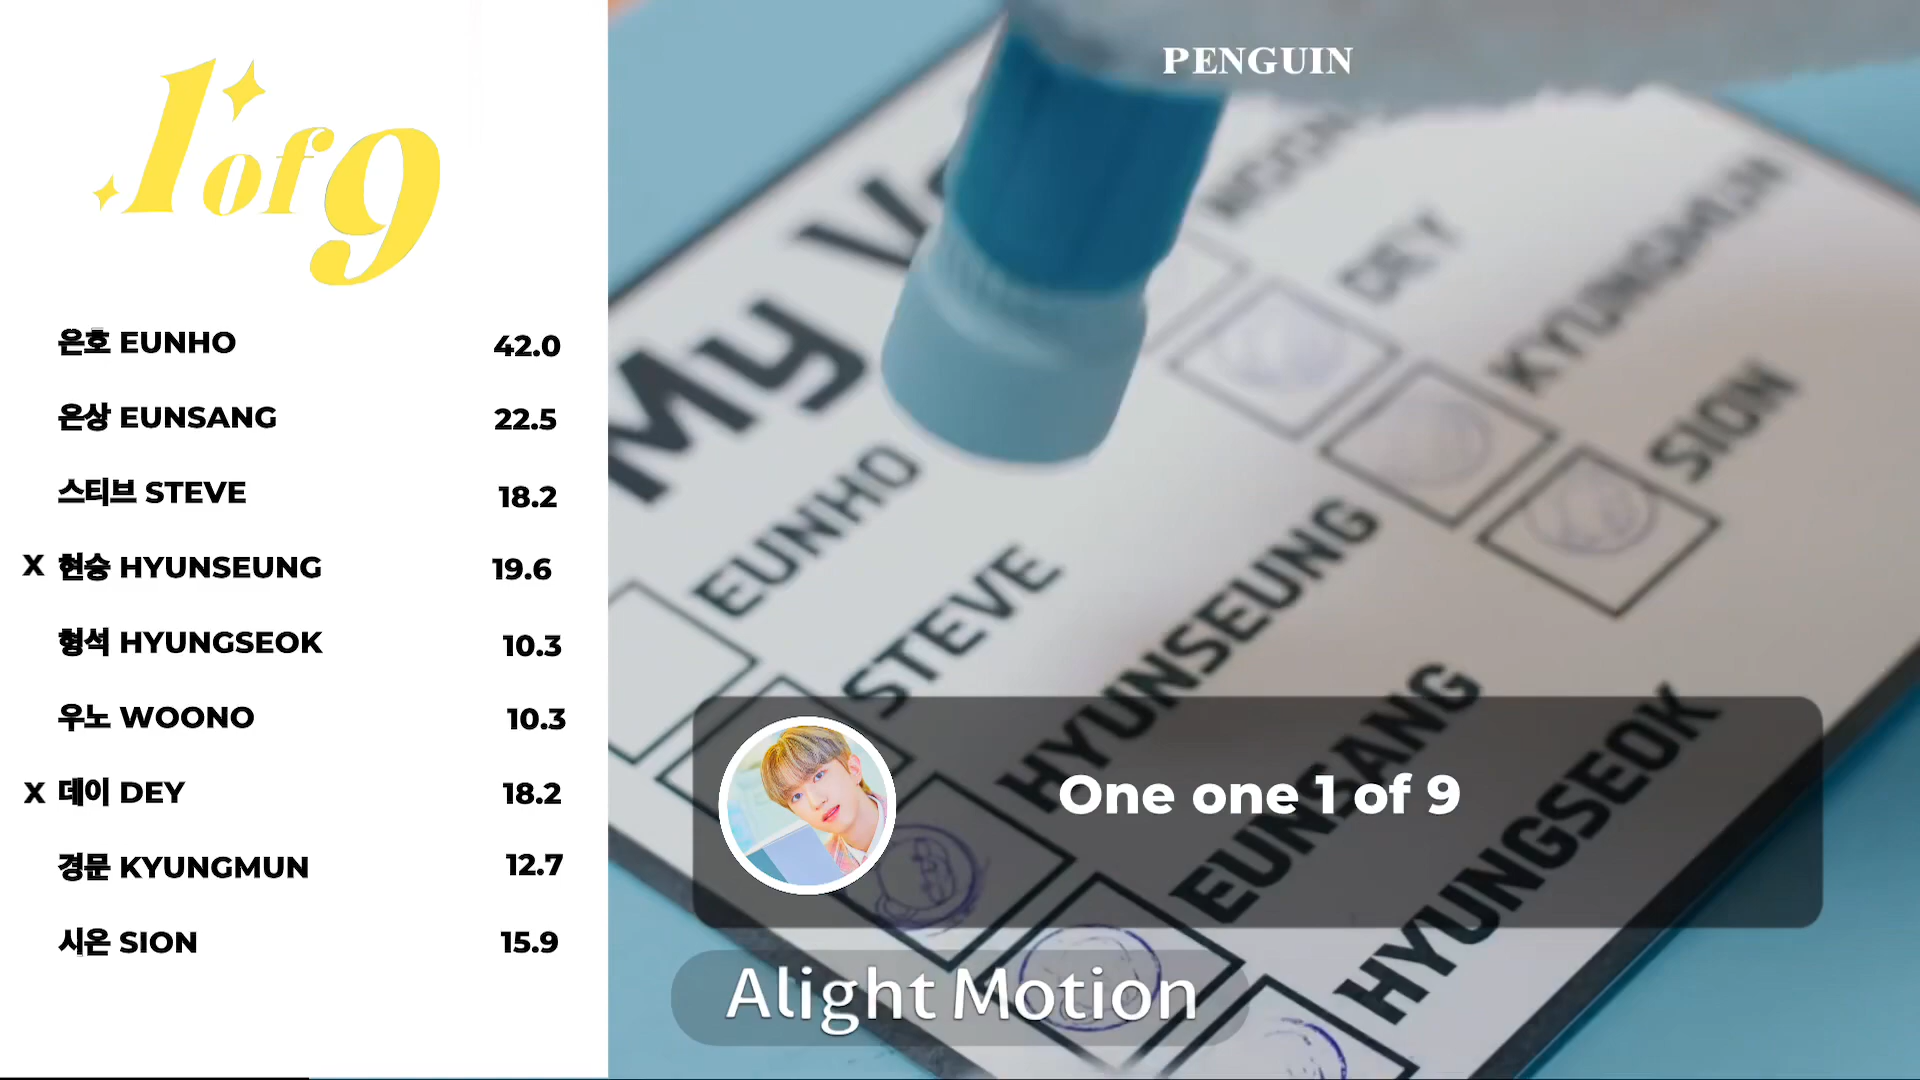 1 of 9
은호 EUNHO 42.0
은상 EUNSANG 22.5
스티브 STEVE 18.2
X 현승 HYUNSEUNG 19.6
형석 HYUNGSEOK 10.3
우노 WOONO 10.3
X 데이 DEY 18.2
경문 KYUNGMUN 12.7
시온 SION 15.9
PENGUIN
My
DEY
KYUNGMUN
SION
EUNHO
STEVE
HYUNSEUNG
EUNSANG
HYUNGSEOK
One one 1 of 9
Alight Motion